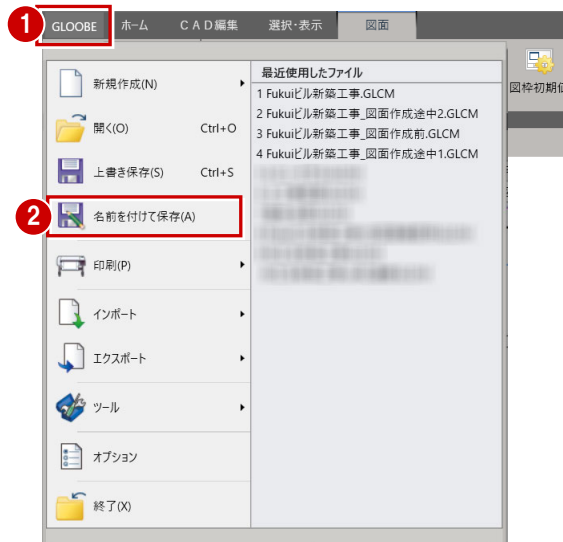 1
GLOOBE ホーム CAD編集 選択・表示 図面
図枠初期
新規作成(N)
開く(O) Ctrl+O
上書き保存(S) Ctrl+S
2
名前を付けて保存(A)
印刷(P)
インポート
エクスポート
ツール
オプション
終了(X)
最近使用したファイル
1 Fukuiビル新築工事.GLCM
2 Fukuiビル新築工事_図面作成途中2.GLCM
3 Fukuiビル新築工事_図面作成前.GLCM
4 Fukuiビル新築工事_図面作成途中1.GLCM